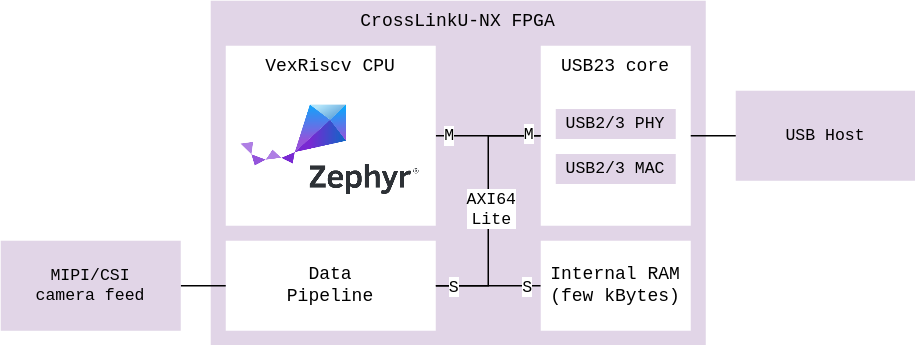 CrossLinkU-NX FPGA
VexRiscv CPU
Zephyr®
USB23 core
USB2/3 PHY
USB2/3 MAC
USB Host
M
M
AXI64
Lite
MIPI/CSI
camera feed
Data
Pipeline
S
S
Internal RAM
(few kBytes)